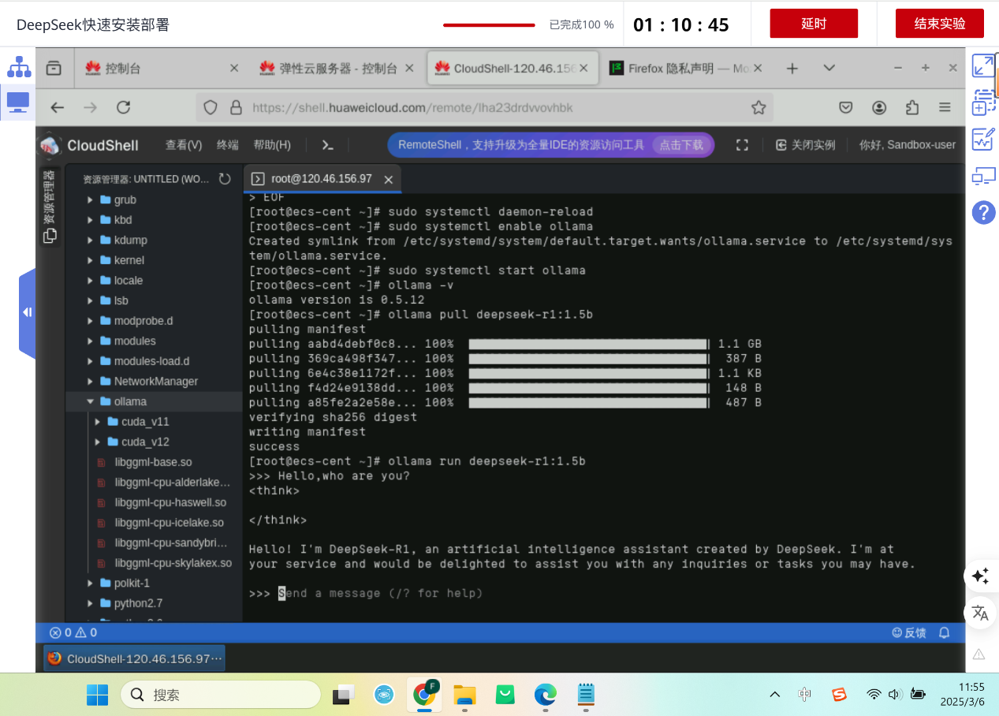 DeepSeek快速安装部署
已完成100 %
01 : 10 : 45
延时
结束实验
控制台
弹性云服务器 - 控制台
CloudShell-120.46.156
Firefox 隐私声明 — Mo
https://shell.huaweicloud.com/remote/lha23drdvvovhbk
CloudShell
查看(V)
终端
帮助(H)
RemoteShell，支持升级为全量IDE的资源访问工具
点击下载
关闭实例
你好, Sandbox-user
资源管理器
资源管理器: UNTITLED (WO...
grub
kbd
kdump
kernel
locale
lsb
modprobe.d
modules
modules-load.d
NetworkManager
ollama
cuda_v11
cuda_v12
libggml-base.so
libggml-cpu-alderlake...
libggml-cpu-haswell.so
libggml-cpu-icelake.so
libggml-cpu-sandybri...
libggml-cpu-skylakex.so
polkit-1
python2.7
root@120.46.156.97
> EOF
[root@ecs-cent ~]# sudo systemctl daemon-reload
[root@ecs-cent ~]# sudo systemctl enable ollama
Created symlink from /etc/systemd/system/default.target.wants/ollama.service to /etc/systemd/sys
tem/ollama.service.
[root@ecs-cent ~]# sudo systemctl start ollama
[root@ecs-cent ~]# ollama -v
ollama version is 0.5.12
[root@ecs-cent ~]# ollama pull deepseek-r1:1.5b
pulling manifest
pulling aabd4debf0c8... 100% 1.1 GB
pulling 369ca498f347... 100% 387 B
pulling 6e4c38e1172f... 100% 1.1 KB
pulling f4d24e9138dd... 100% 148 B
pulling a85fe2a2e58e... 100% 487 B
verifying sha256 digest
writing manifest
success
[root@ecs-cent ~]# ollama run deepseek-r1:1.5b
>>> Hello,who are you?
<think>
</think>
Hello! I'm DeepSeek-R1, an artificial intelligence assistant created by DeepSeek. I'm at
your service and would be delighted to assist you with any inquiries or tasks you may have.
>>> Send a message (/? for help)
0
0
反馈
CloudShell-120.46.156.97···
搜索
中
11:55
2025/3/6